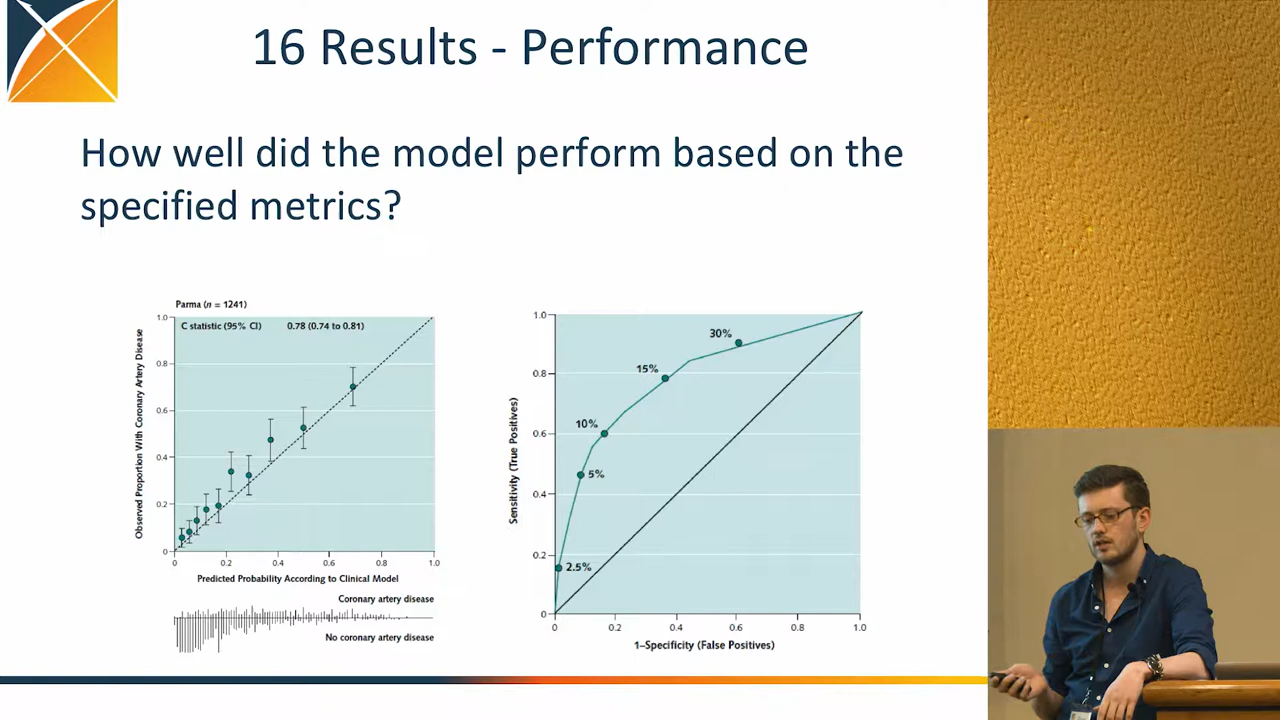 16 Results - Performance
How well did the model perform based on the
specified metrics?
Parma (n = 1241)
C statistic (95% CI) 0.78 (0.74 to 0.81)
Observed Proportion With Coronary Artery Disease
1.0
0.8
0.6
0.4
0.2
0
0 0.2 0.4 0.6 0.8 1.0
Predicted Probability According to Clinical Model
Coronary artery disease
No coronary artery disease
Sensitivity (True Positives)
1.0
0.8
0.6
0.4
0.2
0
30%
15%
10%
5%
2.5%
0 0.2 0.4 0.6 0.8 1.0
1–Specificity (False Positives)